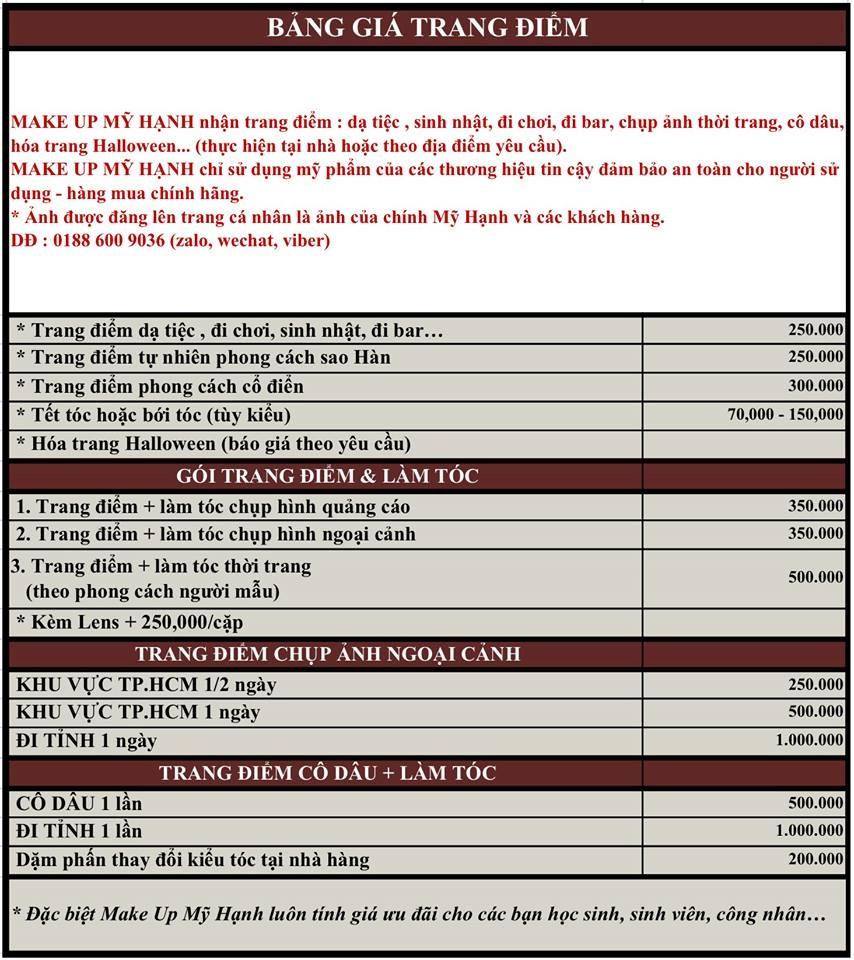 BẢNG GIÁ TRANG ĐIỂM
MAKE UP MỸ HẠNH nhận trang điểm : dạ tiệc , sinh nhật, đi chơi, đi bar, chụp ảnh thời trang, cô dâu,
hóa trang Halloween... (thực hiện tại nhà hoặc theo địa điểm yêu cầu).
MAKE UP MỸ HẠNH chỉ sử dụng mỹ phẩm của các thương hiệu tin cậy đảm bảo an toàn cho người sử
dụng - hàng mua chính hãng.
* Ảnh được đăng lên trang cá nhân là ảnh của chính Mỹ Hạnh và các khách hàng.
DĐ : 0188 600 9036 (zalo, wechat, viber)
* Trang điểm dạ tiệc , đi chơi, sinh nhật, đi bar… 250.000
* Trang điểm tự nhiên phong cách sao Hàn 250.000
* Trang điểm phong cách cổ điển 300.000
* Tết tóc hoặc bới tóc (tùy kiểu) 70,000 - 150,000
* Hóa trang Halloween (báo giá theo yêu cầu)
GÓI TRANG ĐIỂM & LÀM TÓC
1. Trang điểm + làm tóc chụp hình quảng cáo 350.000
2. Trang điểm + làm tóc chụp hình ngoại cảnh 350.000
3. Trang điểm + làm tóc thời trang
(theo phong cách người mẫu) 500.000
* Kèm Lens + 250,000/cặp
TRANG ĐIỂM CHỤP ẢNH NGOẠI CẢNH
KHU VỰC TP.HCM 1/2 ngày 250.000
KHU VỰC TP.HCM 1 ngày 500.000
ĐI TỈNH 1 ngày 1.000.000
TRANG ĐIỂM CÔ DÂU + LÀM TÓC
CÔ DÂU 1 lần 500.000
ĐI TỈNH 1 lần 1.000.000
Dặm phấn thay đổi kiểu tóc tại nhà hàng 200.000
* Đặc biệt Make Up Mỹ Hạnh luôn tính giá ưu đãi cho các bạn học sinh, sinh viên, công nhân…